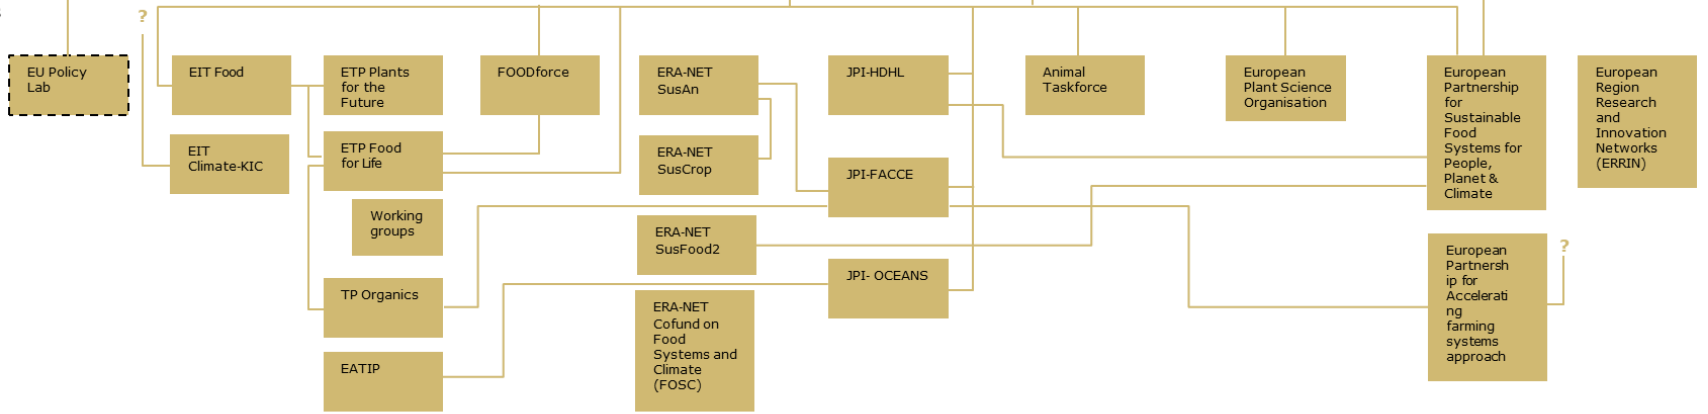 ?
EU Policy
Lab
EIT Food
EIT
Climate-KIC
ETP Plants
for the
Future
ETP Food
for Life
Working
groups
TP Organics
EATIP
FOODforce
ERA-NET
SusAn
ERA-NET
SusCrop
ERA-NET
SusFood2
ERA-NET
Cofund on
Food
Systems and
Climate
(FOSC)
JPI-HDHL
JPI-FACCE
JPI- OCEANS
Animal
Taskforce
European
Plant Science
Organisation
European
Partnership
for
Sustainable
Food
Systems for
People,
Planet &
Climate
European
Partnersh
ip for
Accelerati
ng
farming
systems
approach
?
European
Region
Research
and
Innovation
Networks
(ERRIN)